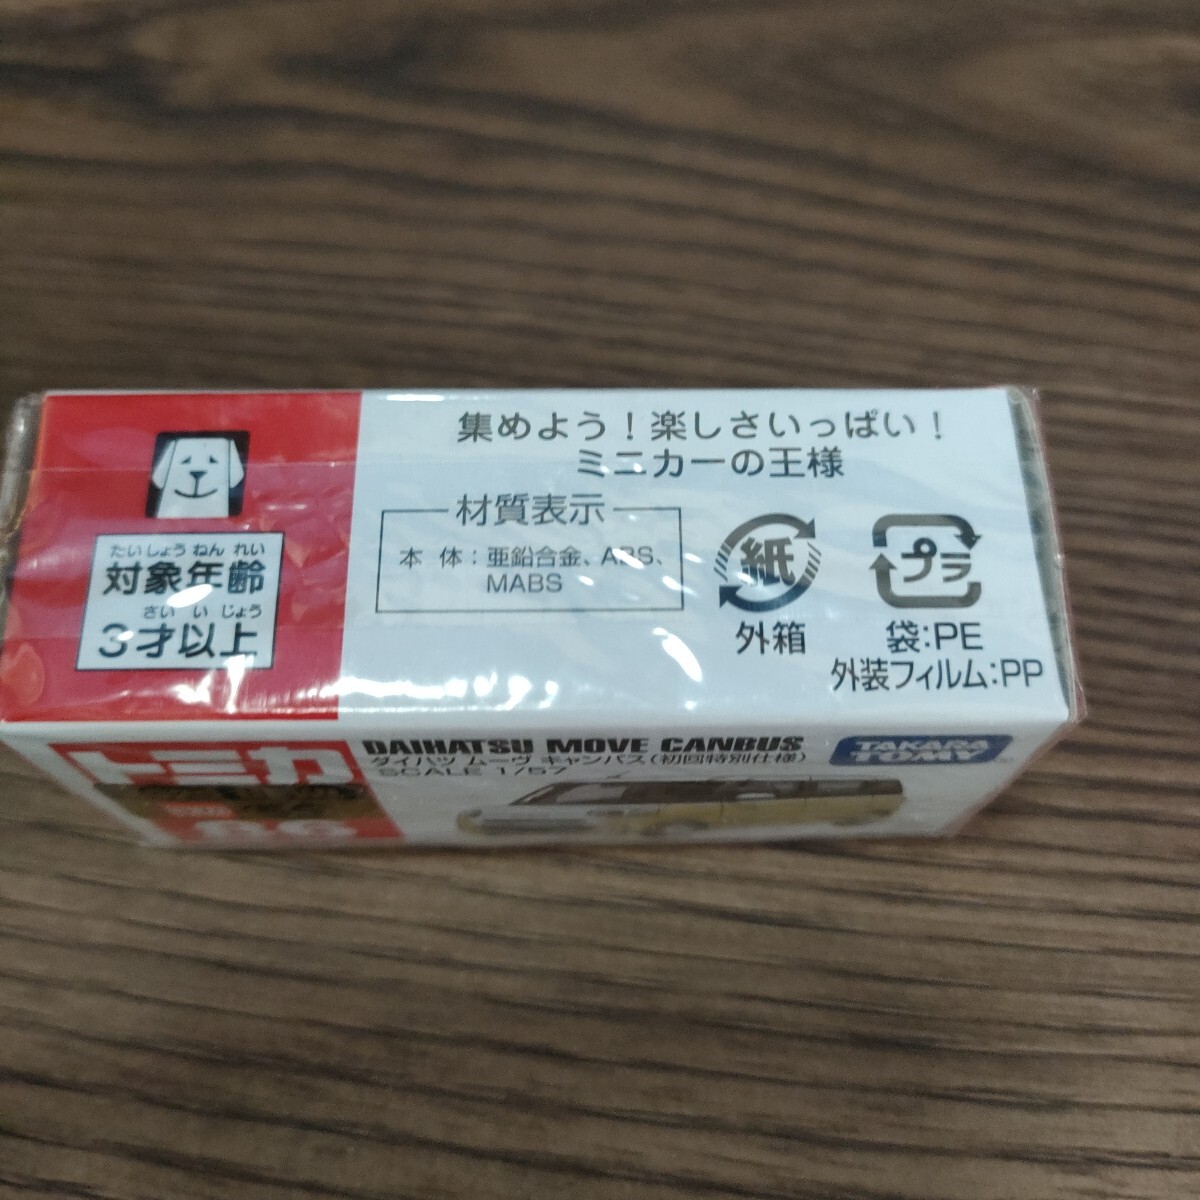 集めよう！楽しさいっぱい！
ミニカーの王様
材質表示
本 体：亜鉛合金、ABS、
MABS
たいしょうねんれい
対象年齢
さいいじょう
3才以上
紙
外箱
プラ
袋：PE
外装フィルム：PP
トミカ
86
DAIHATSU MOVE CANBUS
ダイハツ ムーヴ キャンバス（初回特別仕様）
SCALE 1/57
TAKARA
TOMY